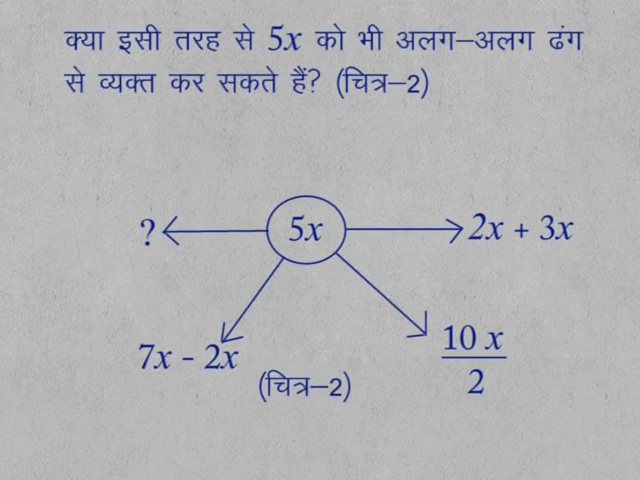 क्या इसी तरह से 5x को भी अलग–अलग ढंग
से व्यक्त कर सकते हैं? (चित्र–2)
? 5x 2x + 3x
7x - 2x 10 x / 2
(चित्र–2)